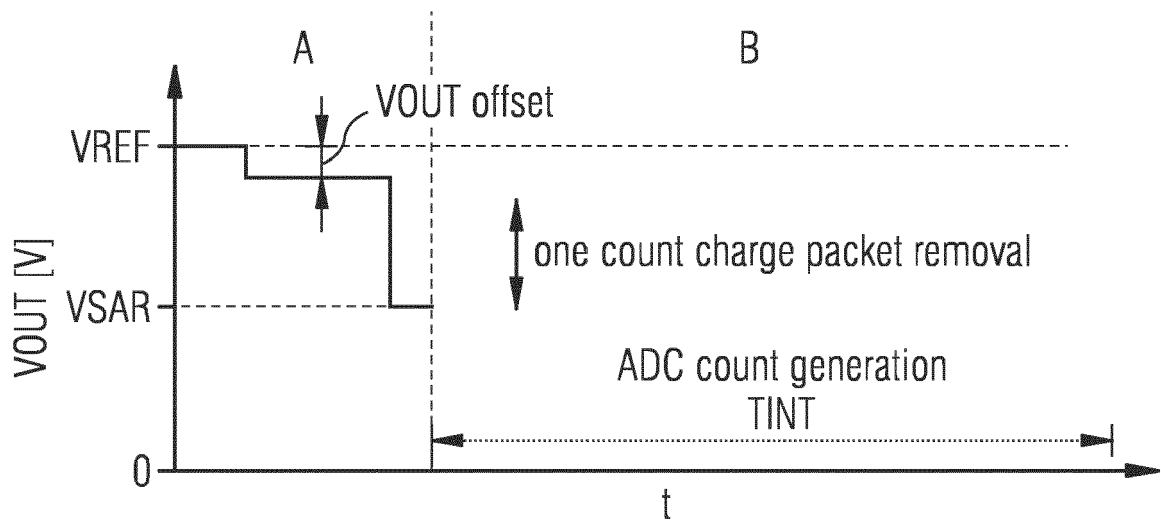 A
B
VOUT offset
VREF
one count charge packet removal
VOUT [V]
VSAR
ADC count generation
TINT
0
t